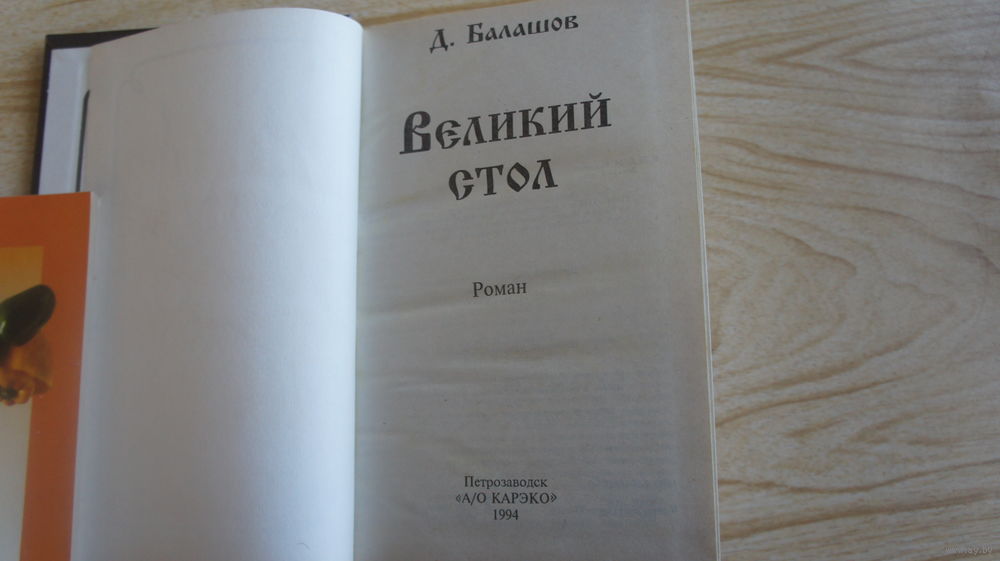 Д. Балашов
Великий
стол
Роман
Петрозаводск
«А/О КАРЭКО»
1994